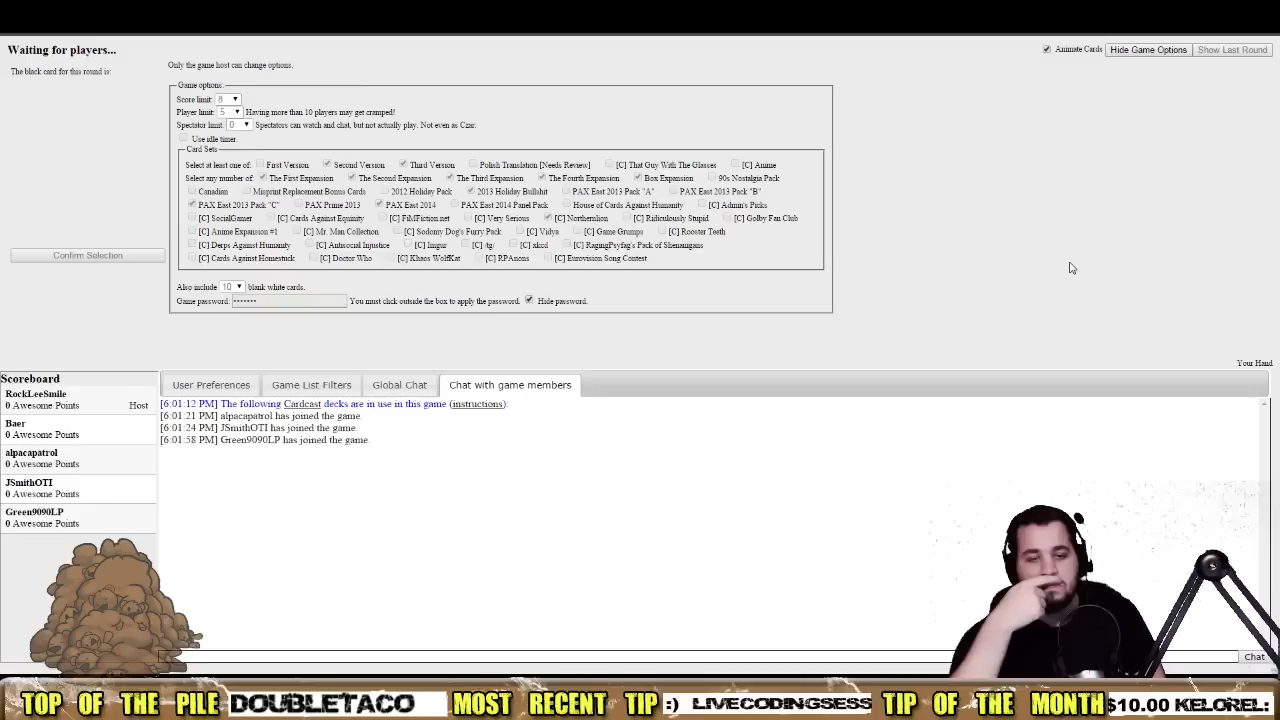 Waiting for players...
Animate Cards Hide Game Options Show Last Round
The black card for this round is:
Only the game host can change options.
Game options:
Score limit: 8
Player limit: 5 Having more than 10 players may get cramped!
Spectator limit: 0 Spectators can watch and chat, but not actually play. Not even as Czar.
Use idle timer.
Card Sets
Select at least one of: First Version Second Version Third Version Polish Translation [Needs Review] [C] That Guy With The Glasses [C] Anime
Select any number of: The First Expansion The Second Expansion The Third Expansion The Fourth Expansion Box Expansion 90s Nostalgia Pack
Canadian Misprint Replacement Bonus Cards 2012 Holiday Pack 2013 Holiday Bullshit PAX East 2013 Pack "A" PAX East 2013 Pack "B"
PAX East 2013 Pack "C" PAX Prime 2013 PAX East 2014 PAX East 2014 Panel Pack House of Cards Against Humanity [C] Admin's Picks
[C] SocialGamer [C] Cards Against Equinity [C] FiMFiction.net [C] Very Serious [C] Northernlion [C] Ridiculously Stupid [C] Golby Fan Club
[C] Anime Expansion #1 [C] Mr. Man Collection [C] Sodomy Dog's Furry Pack [C] Vidya [C] Game Grumps [C] Rooster Teeth
[C] Derps Against Humanity [C] Antisocial Injustice [C] Imgur [C] /tg/ [C] xkcd [C] RagingPsyfag's Pack of Shenanigans
[C] Cards Against Homestuck [C] Doctor Who [C] Khaos WolfKat [C] RPAnons [C] Eurovision Song Contest
Confirm Selection
Also include 10 blank white cards.
Game password: ••••••• You must click outside the box to apply the password. Hide password.
Your Hand
Scoreboard
RockLeeSmile
0 Awesome Points Host
Baer
0 Awesome Points
alpacapatrol
0 Awesome Points
JSmithOTI
0 Awesome Points
Green9090LP
0 Awesome Points
User Preferences Game List Filters Global Chat Chat with game members
[6:01:12 PM] The following Cardcast decks are in use in this game (instructions):
[6:01:21 PM] alpacapatrol has joined the game.
[6:01:24 PM] JSmithOTI has joined the game.
[6:01:58 PM] Green9090LP has joined the game.
Chat
TOP OF THE PILE DOUBLETACO MOST RECENT TIP :) LIVECODINGSESS TIP OF THE MONTH $10.00 KELOREL: